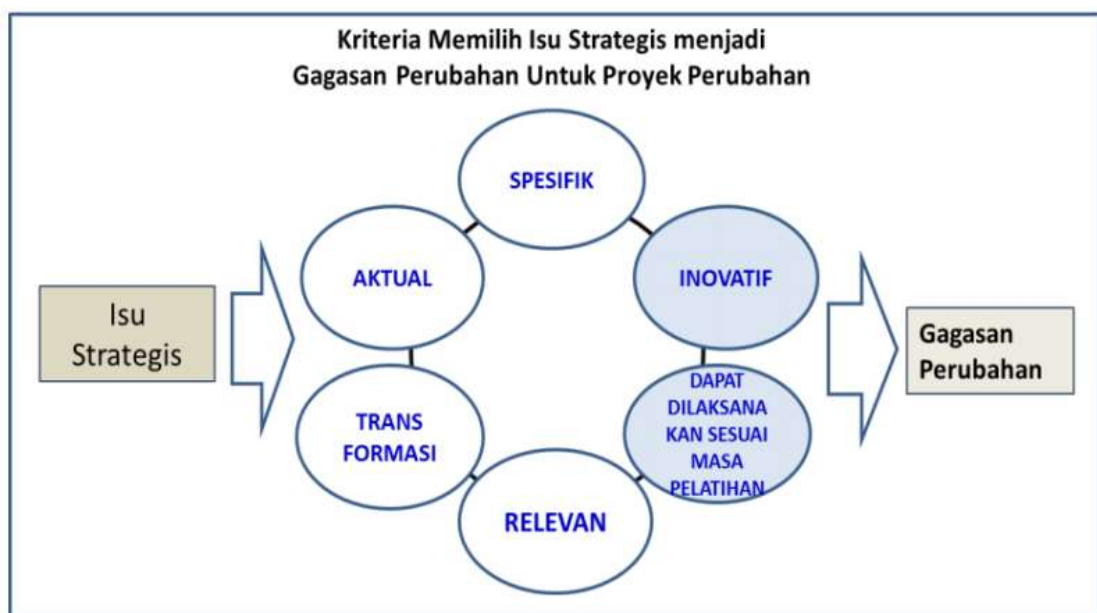 Kriteria Memilih Isu Strategis menjadi
Gagasan Perubahan Untuk Proyek Perubahan
SPESIFIK
AKTUAL
INOVATIF
Isu
Strategis
Gagasan
Perubahan
TRANS
FORMASI
DAPAT
DILAKSANA
KAN SESUAI
MASA
PELATIHAN
RELEVAN